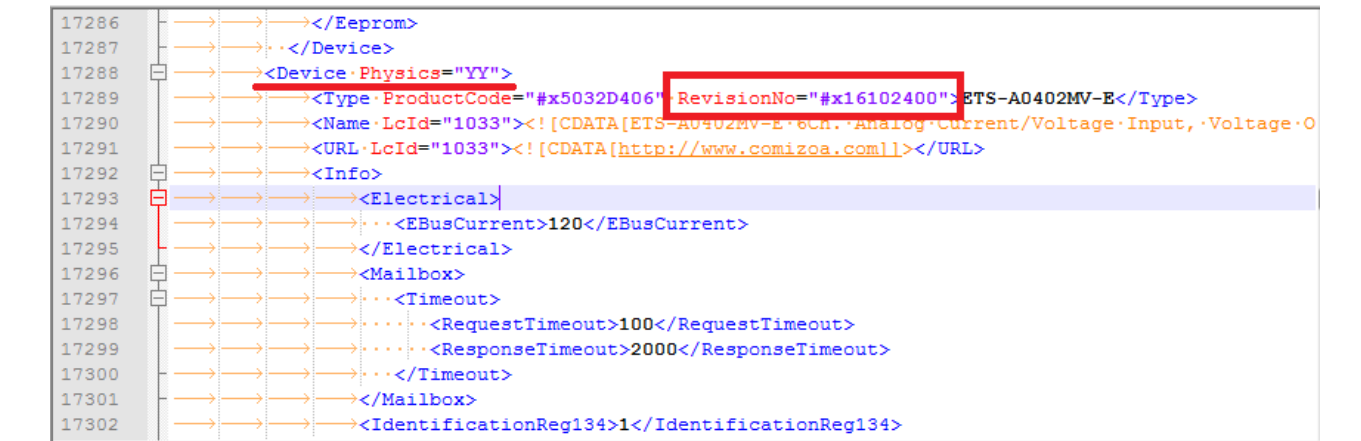 17286 </Eeprom>
17287 </Device>
17288 <Device Physics="YY">
17289 <Type ProductCode="#x5032D406" RevisionNo="#x16102400">ETS-A0402MV-E</Type>
17290 <Name LcId="1033"><![CDATA[ETS-A0402MV-E 6Ch. Analog Current/Voltage Input, Voltage O
17291 <URL LcId="1033"><![CDATA[http://www.comizoa.com]]></URL>
17292 <Info>
17293 <Electrical>
17294 <EBusCurrent>120</EBusCurrent>
17295 </Electrical>
17296 <Mailbox>
17297 <Timeout>
17298 <RequestTimeout>100</RequestTimeout>
17299 <ResponseTimeout>2000</ResponseTimeout>
17300 </Timeout>
17301 </Mailbox>
17302 <IdentificationReg134>1</IdentificationReg134>